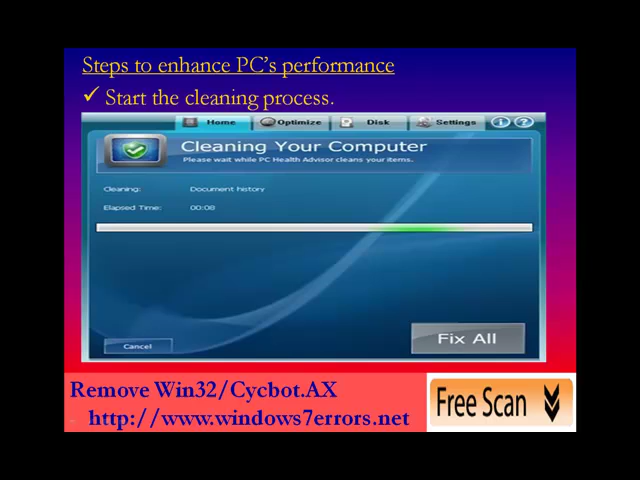 Steps to enhance PC's performance
✓ Start the cleaning process.
Home Optimize Disk Settings i ?
Cleaning Your Computer
Please wait while PC Health Advisor cleans your items.
Cleaning: Document history
Elapsed Time: 00:08
Cancel Fix All
Remove Win32/Cycbot.AX
http://www.windows7errors.net
Free Scan